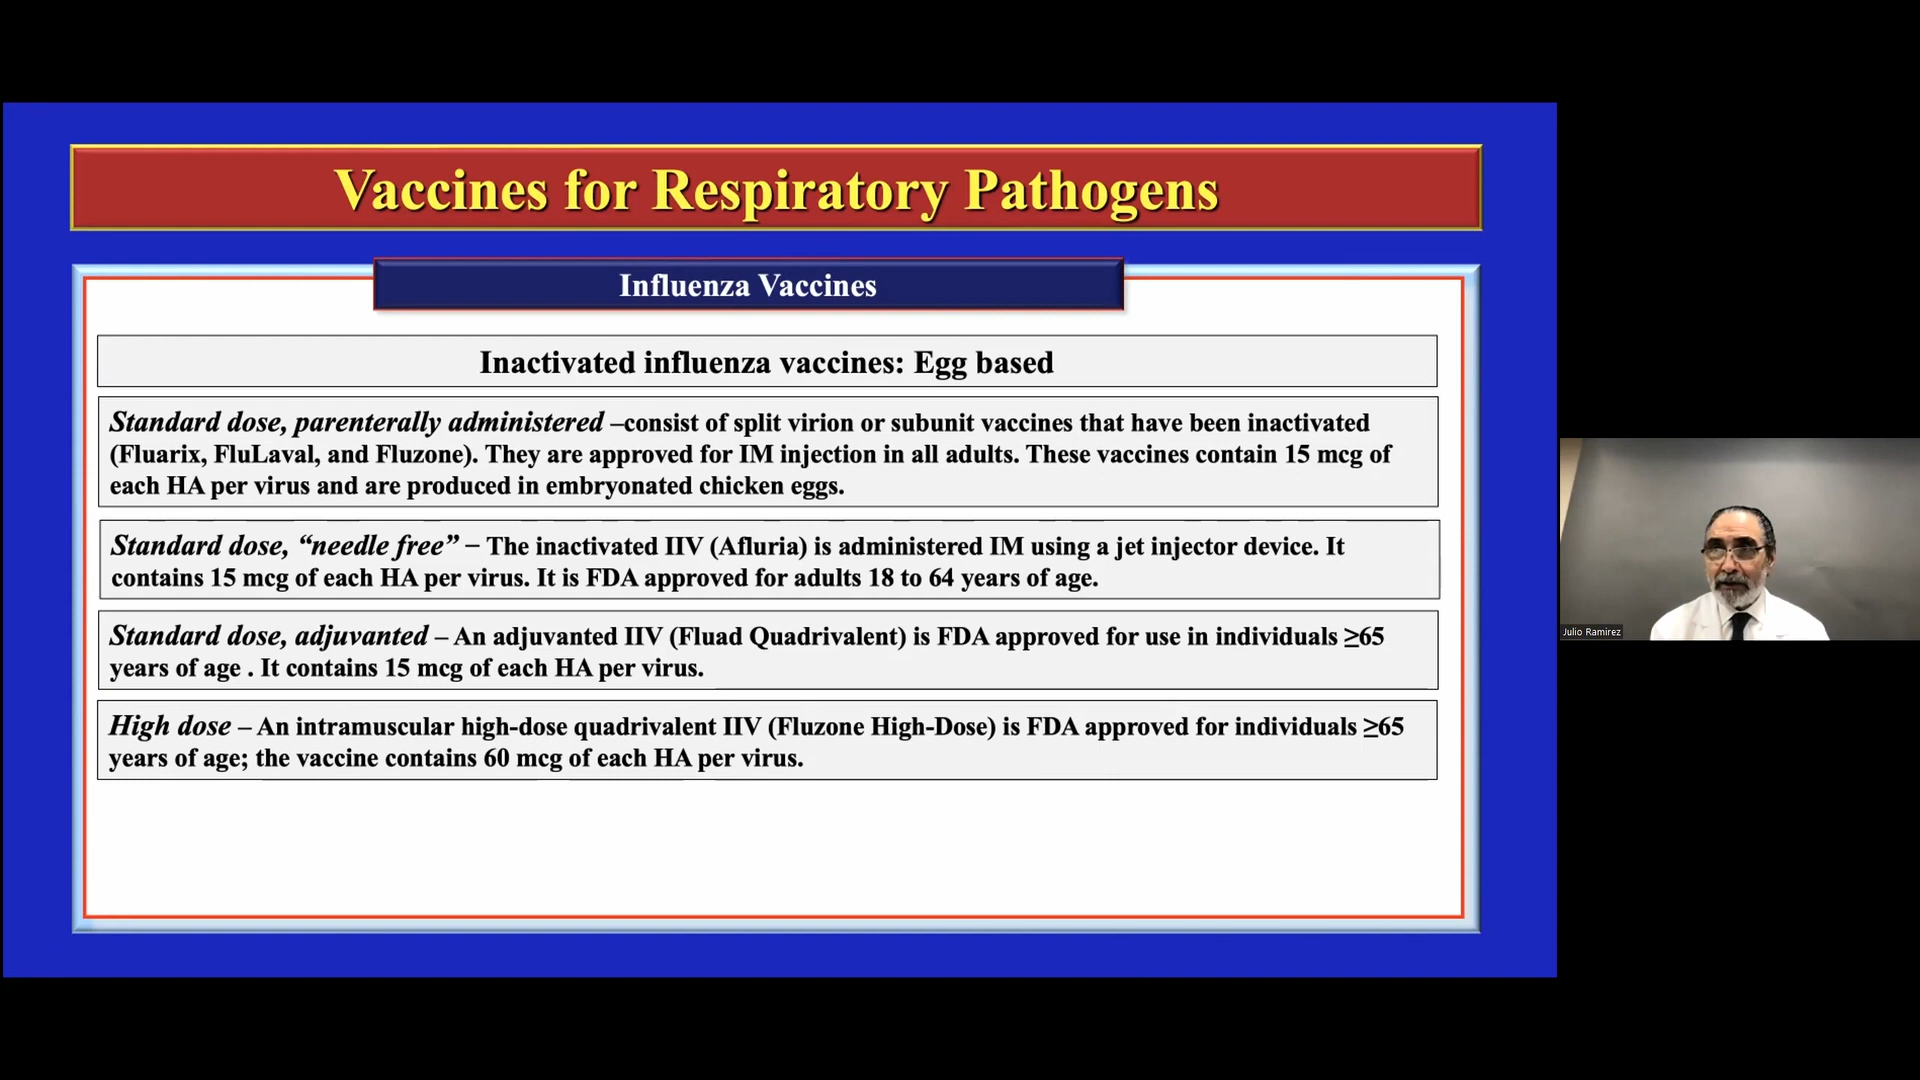 Vaccines for Respiratory Pathogens
Influenza Vaccines
Inactivated influenza vaccines: Egg based
Standard dose, parenterally administered –consist of split virion or subunit vaccines that have been inactivated
(Fluarix, FluLaval, and Fluzone). They are approved for IM injection in all adults. These vaccines contain 15 mcg of
each HA per virus and are produced in embryonated chicken eggs.
Standard dose, “needle free” – The inactivated IIV (Afluria) is administered IM using a jet injector device. It
contains 15 mcg of each HA per virus. It is FDA approved for adults 18 to 64 years of age.
Standard dose, adjuvanted – An adjuvanted IIV (Fluad Quadrivalent) is FDA approved for use in individuals ≥65
years of age . It contains 15 mcg of each HA per virus.
High dose – An intramuscular high-dose quadrivalent IIV (Fluzone High-Dose) is FDA approved for individuals ≥65
years of age; the vaccine contains 60 mcg of each HA per virus.
Julio Ramirez